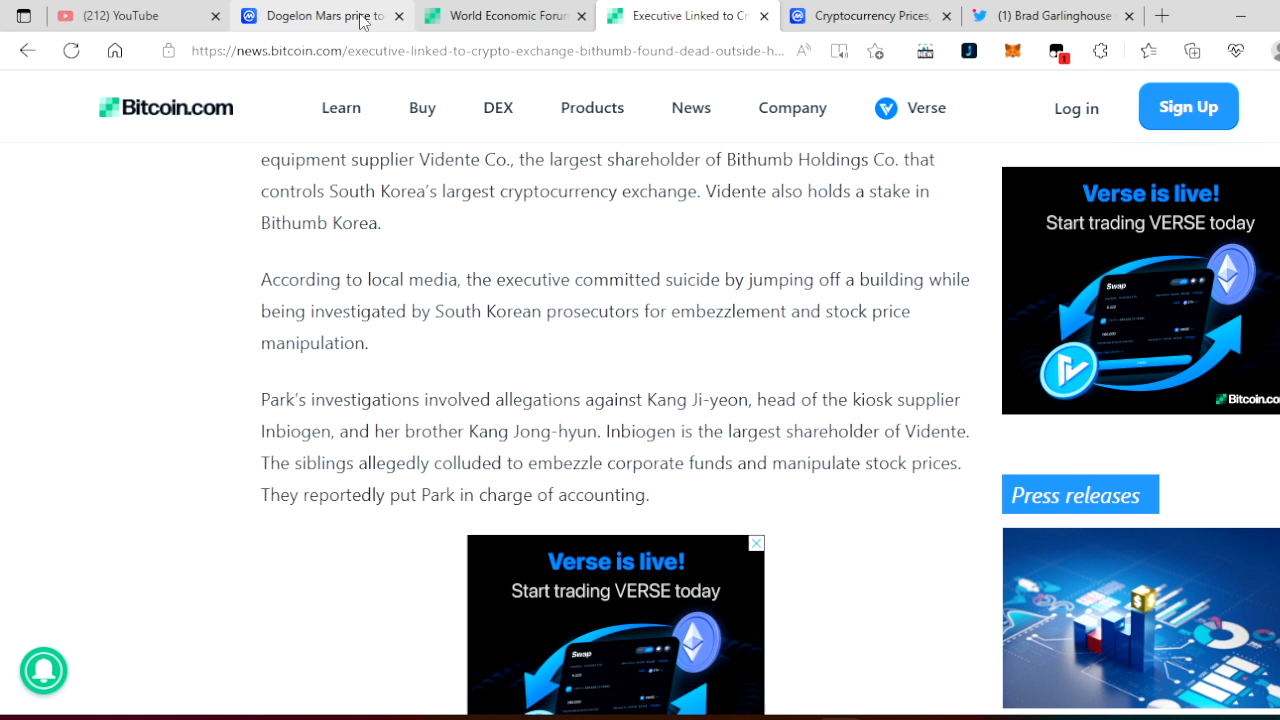 (212) YouTube
Dogelon Mars price to
World Economic Forum
Executive Linked to
Cryptocurrency Prices
(1) Brad Garlinghouse
https://news.bitcoin.com/executive-linked-to-crypto-exchange-bithumb-found-dead-outside-h...
NEW
1
Bitcoin.com
Learn
Buy
DEX
Products
News
Company
Verse
Log in
Sign Up
equipment supplier Vidente Co., the largest shareholder of Bithumb Holdings Co. that
controls South Korea’s largest cryptocurrency exchange. Vidente also holds a stake in
Bithumb Korea.
According to local media, the executive committed suicide by jumping off a building while
being investigated by South Korean prosecutors for embezzlement and stock price
manipulation.
Park’s investigations involved allegations against Kang Ji-yeon, head of the kiosk supplier
Inbiogen, and her brother Kang Jong-hyun. Inbiogen is the largest shareholder of Vidente.
The siblings allegedly colluded to embezzle corporate funds and manipulate stock prices.
They reportedly put Park in charge of accounting.
Verse is live!
Start trading VERSE today
Swap
Verse is live!
Start trading VERSE today
Swap
Bitcoin.co
Press releases